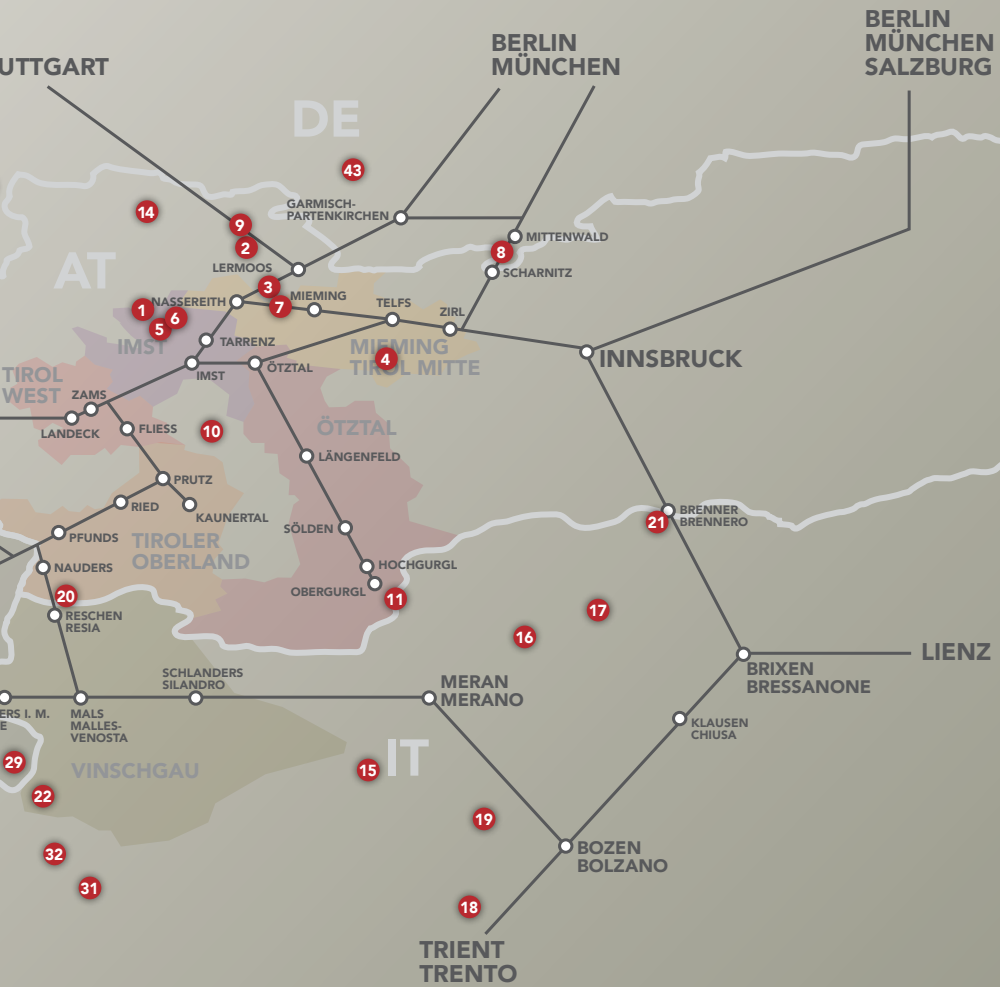 BERLIN
MÜNCHEN
SALZBURG
BERLIN
MÜNCHEN
UTTGART
DE
43
14
GARMISCH-
PARTENKIRCHEN
9
2
MITTENWALD
8
SCHARNITZ
LERMOOS
AT
3
7
MIEMING
NASSEREITH
1
6
5
TELFS
ZIRL
IMST
TARRENZ
MIEMING
TIROL MITTE
4
INNSBRUCK
IMST
ÖTZTAL
TIROL
WEST
ZAMS
LANDECK
FLIESS
10
ÖTZTAL
LÄNGENFELD
PRUTZ
RIED
KAUNERTAL
SÖLDEN
BRENNER
BRENNERO
21
PFUNDS
TIROLER
OBERLAND
NAUDERS
HOCHGURGL
OBERGURGL
11
20
RESCHEN
RESIA
17
16
LIENZ
BRIXEN
BRESSANONE
SCHLANDERS
SILANDRO
MERAN
MERANO
ERS I. M.
E
MALS
MALLES-
VENOSTA
KLAUSEN
CHIUSA
29
VINSCHGAU
15
IT
22
19
32
BOZEN
BOLZANO
31
18
TRIENT
TRENTO